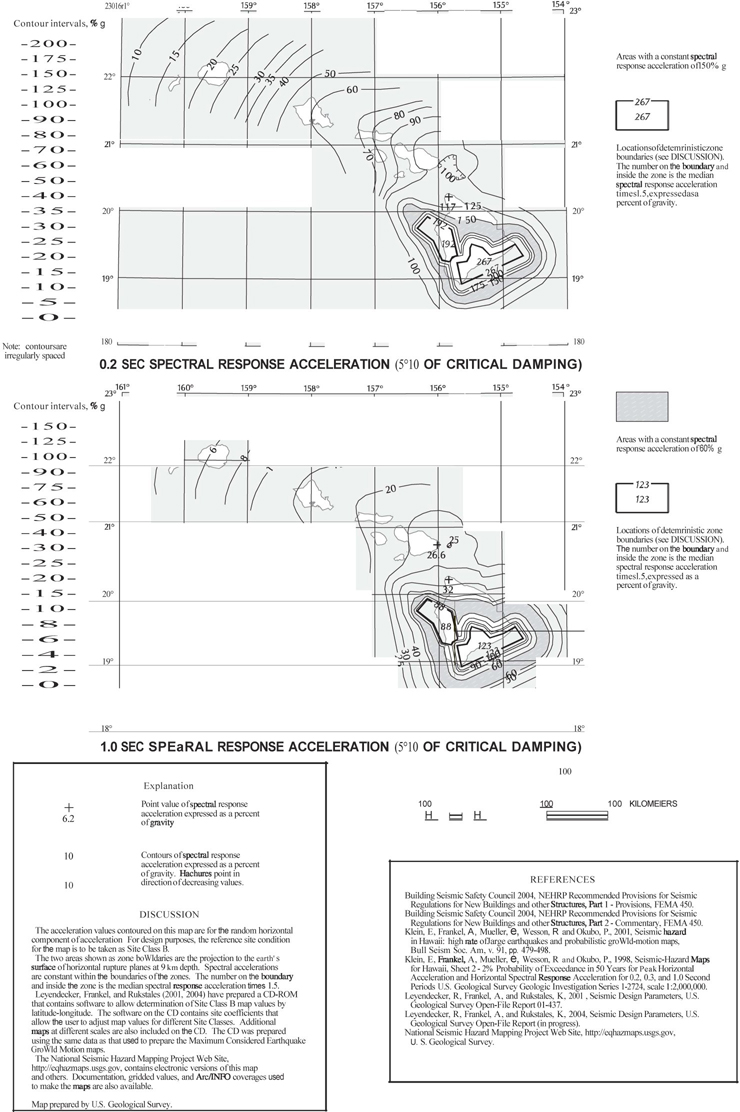 23016r1° 159° 158° 157° 156° 155° 154° 23°
Contour intervals, % g
-200-
-175-
-150-
-125-
-100-
-90-
-80-
-70-
-60-
-50-
-40-
-35-
-30-
-25-
-20-
-15-
-10-
-5-
-0-
Note: contoursare
irregularly spaced
22°
21°
20°
19°
180
10 15 20 25 30 35 40 50 60
70 80 90 100
117 125
1 50
192
192
267
100
175
21°
20°
19°
180
Areas with a constant spectral
response acceleration of150% g
267
267
Locationsofdetemrinisticzone
boundaries (see DISCUSSION).
The number on the boundary and
inside the zone is the median
spectral response acceleration
times1.5,expressedasa
percent of gravity.
0.2 SEC SPECTRAL RESPONSE ACCELERATION (5°10 OF CRITICAL DAMPING)
161° 160° 159° 158° 157° 156° 155° 154°
23° 23°
Contour intervals, % g
-150-
-125-
-100-
-90-
-75-
-60-
-50-
-40-
-30-
-25-
-20-
-15-
-10-
-8-
-6-
-4-
-2-
-0-
22° 22°
21° 21°
20° 20°
19° 19°
18° 18°
6 8
20
25
26.6
32
88
88
123
30 40
60
Areas with a constant spectral
response acceleration of 60% g
123
123
Locations of detemrinistic zone
boundaries (see DISCUSSION).
The number on the boundary and
inside the zone is the median
spectral response acceleration
times1.5,expressed as a
percent of gravity.
1.0 SEC SPEaRAL RESPONSE ACCELERATION (5°10 OF CRITICAL DAMPING)
Explanation
+
6.2
Point value of spectral response
acceleration expressed as a percent
of gravity
10
10
Contours of spectral response
acceleration expressed as a percent
of gravity. Hachures point in
direction of decreasing values.
DISCUSSION
The acceleration values contoured on this map are for the random horizontal
component of acceleration For design purposes, the reference site condition
for the map is to be taken as Site Class B.
The two areas shown as zone boWldaries are the projection to the earth's
surface of horizontal rupture planes at 9 km depth. Spectral accelerations
are constant within the boundaries of the zones. The number on the boundary
and inside the zone is the median spectral response acceleration times 1.5.
Leyendecker, Frankel, and Rukstales (2001, 2004) have prepared a CD-ROM
that contains software to allow determination of Site Class B map values by
latitude-longitude. The software on the CD contains site coefficients that
allow the user to adjust map values for different Site Classes. Additional
maps at different scales are also included on the CD. The CD was prepared
using the same data as that used to prepare the Maximum Considered Earthquake
GroWld Motion maps.
The National Seismic Hazard Mapping Project Web Site,
http://eqhazmaps.usgs.gov, contains electronic versions of this map
and others. Documentation, gridded values, and Arc/INFO coverages used
to make the maps are also available.
Map prepared by U.S. Geological Survey.
100
100 H H 100 100 KILOMEIERS
REFERENCES
Building Seismic Safety Council 2004, NEHRP Recommended Provisions for Seismic
Regulations for New Buildings and other Structures, Part 1 - Provisions, FEMA 450.
Building Seismic Safety Council 2004, NEHRP Recommended Provisions for Seismic
Regulations for New Buildings and other Structures, Part 2 - Commentary, FEMA 450.
Klein, E, Frankel, A, Mueller, e, Wesson, R and Okubo, P., 2001, Seismic hazard
in Hawaii: high rate of large earthquakes and probabilistic groWld-motion maps,
Bull Seism Soc. Am, v. 91, pp. 479-498.
Klein, E, Frankel, A, Mueller, e, Wesson, R and Okubo, P., 1998, Seismic-Hazard Maps
for Hawaii, Sheet 2 - 2% Probability of Exceedance in 50 Years for Peak Horizontal
Acceleration and Horizontal Spectral Response Acceleration for 0.2, 0.3, and 1.0 Second
Periods U.S. Geological Survey Geologic Investigation Series 1-2724, scale 1:2,000,000.
Leyendecker, R, Frankel, A, and Rukstales, K, 2001 , Seismic Design Parameters, U.S.
Geological Survey Open-File Report 01-437.
Leyendecker, R, Frankel, A., and Rukstales, K, 2004, Seismic Design Parameters, U.S.
Geological Survey Open-File Report (in progress).
National Seismic Hazard Mapping Project Web Site, http://eqhazmaps.usgs.gov,
U. S. Geological Survey.